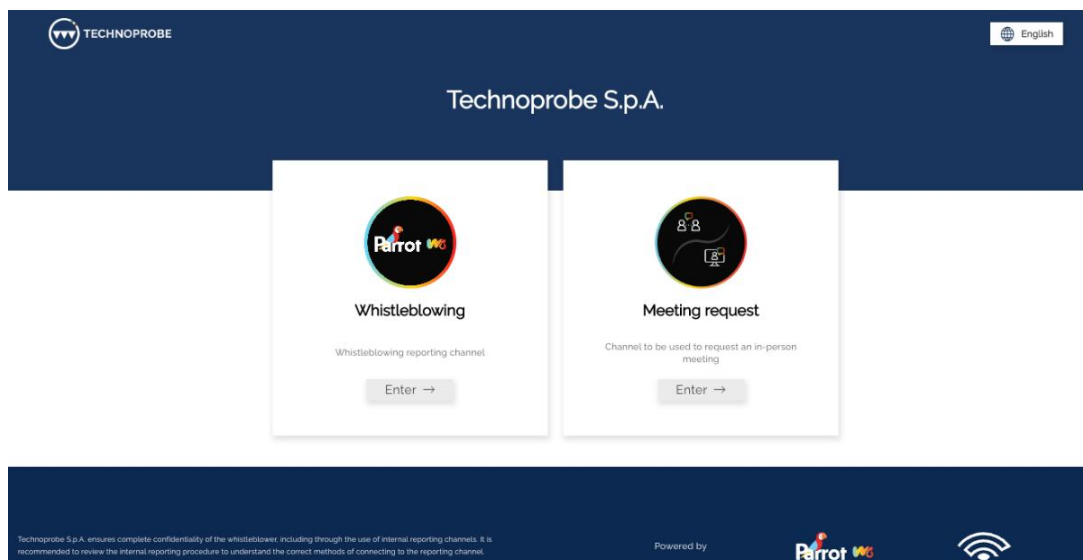 TECHNOPROBE
English
Technoprobe S.p.A.
Parrot WB
Whistleblowing
Whistleblowing reporting channel
Enter →
Meeting request
Channel to be used to request an in-person
meeting
Enter →
Technoprobe S.p.A. ensures complete confidentiality of the whistleblower, including through the use of internal reporting channels. It is
recommended to review the internal reporting procedure to understand the correct methods of connecting to the reporting channel.
Powered by
Parrot WB